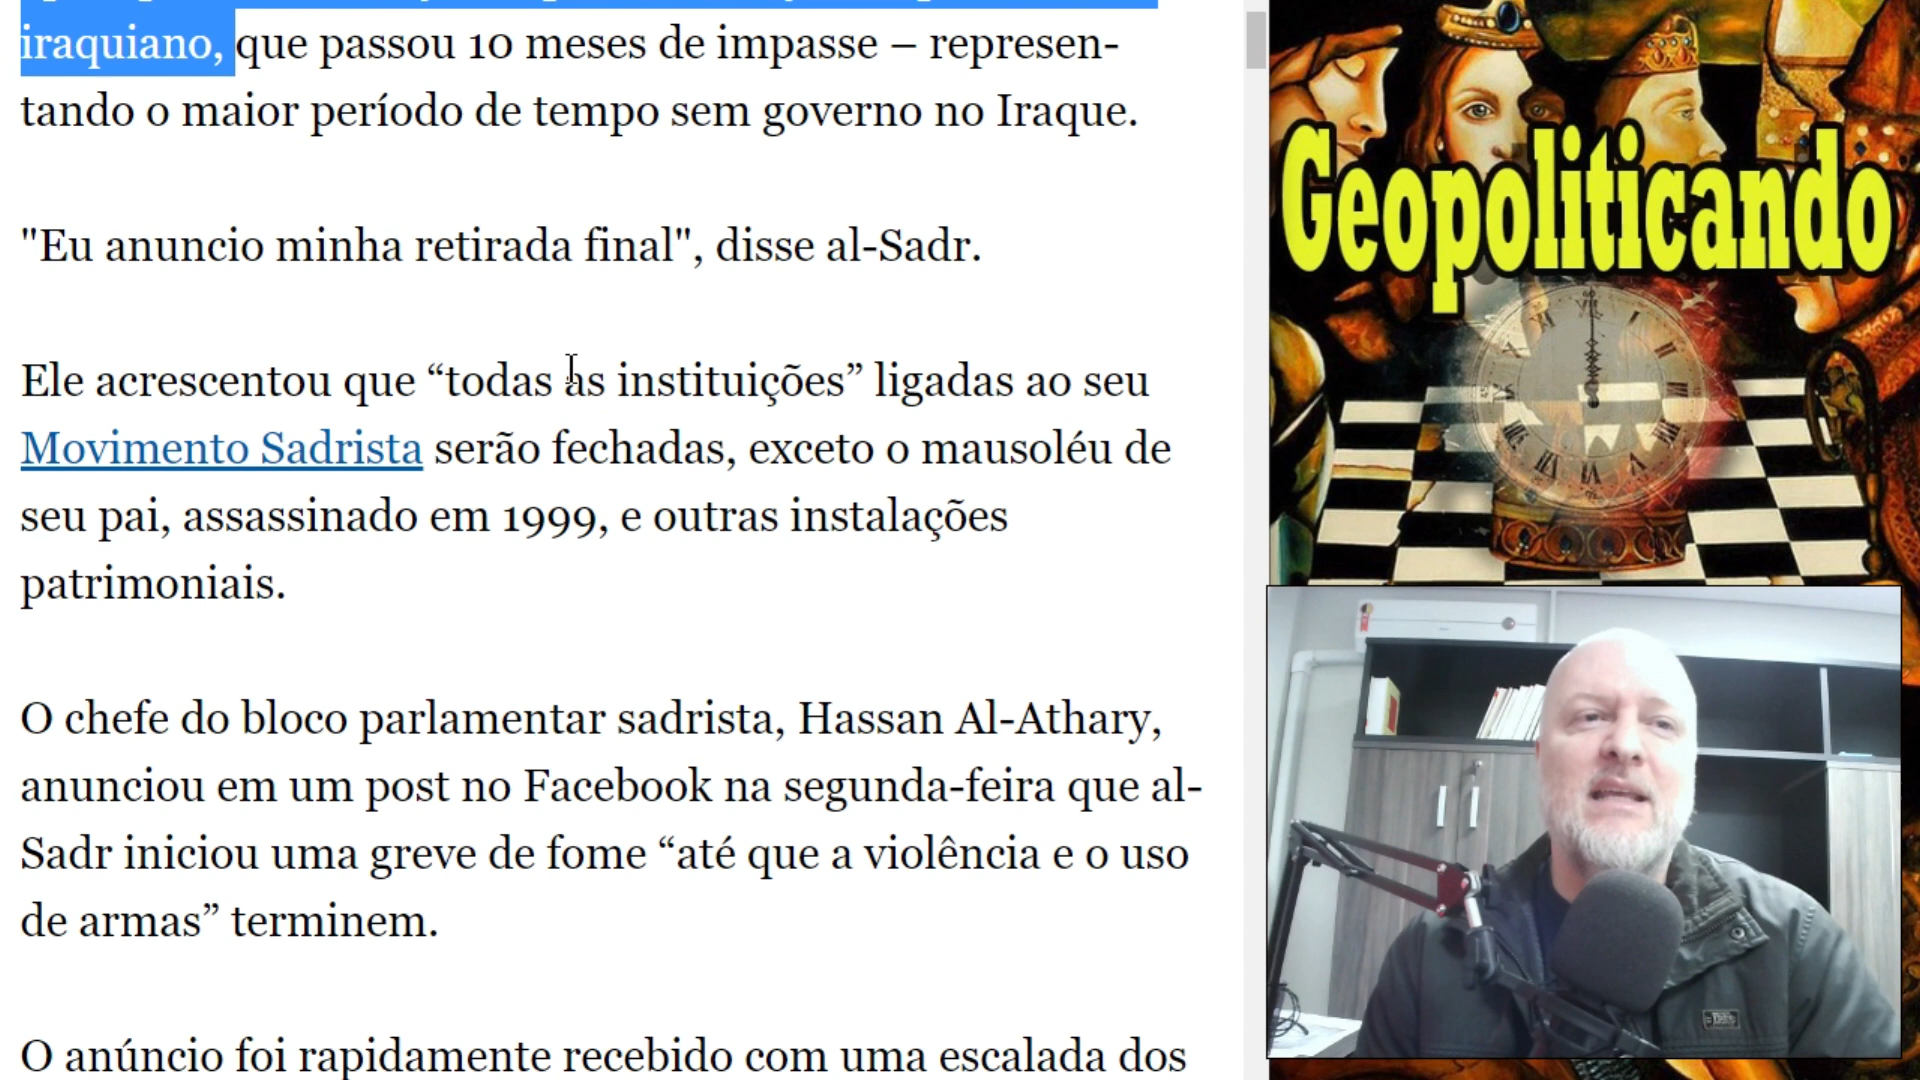 iraquiano, que passou 10 meses de impasse – represen-
tando o maior período de tempo sem governo no Iraque.
"Eu anuncio minha retirada final", disse al-Sadr.
Ele acrescentou que “todas as instituições” ligadas ao seu
Movimento Sadrista serão fechadas, exceto o mausoléu de
seu pai, assassinado em 1999, e outras instalações
patrimoniais.
O chefe do bloco parlamentar sadrista, Hassan Al-Athary,
anunciou em um post no Facebook na segunda-feira que al-
Sadr iniciou uma greve de fome “até que a violência e o uso
de armas” terminem.
O anúncio foi rapidamente recebido com uma escalada dos
Geopoliticando